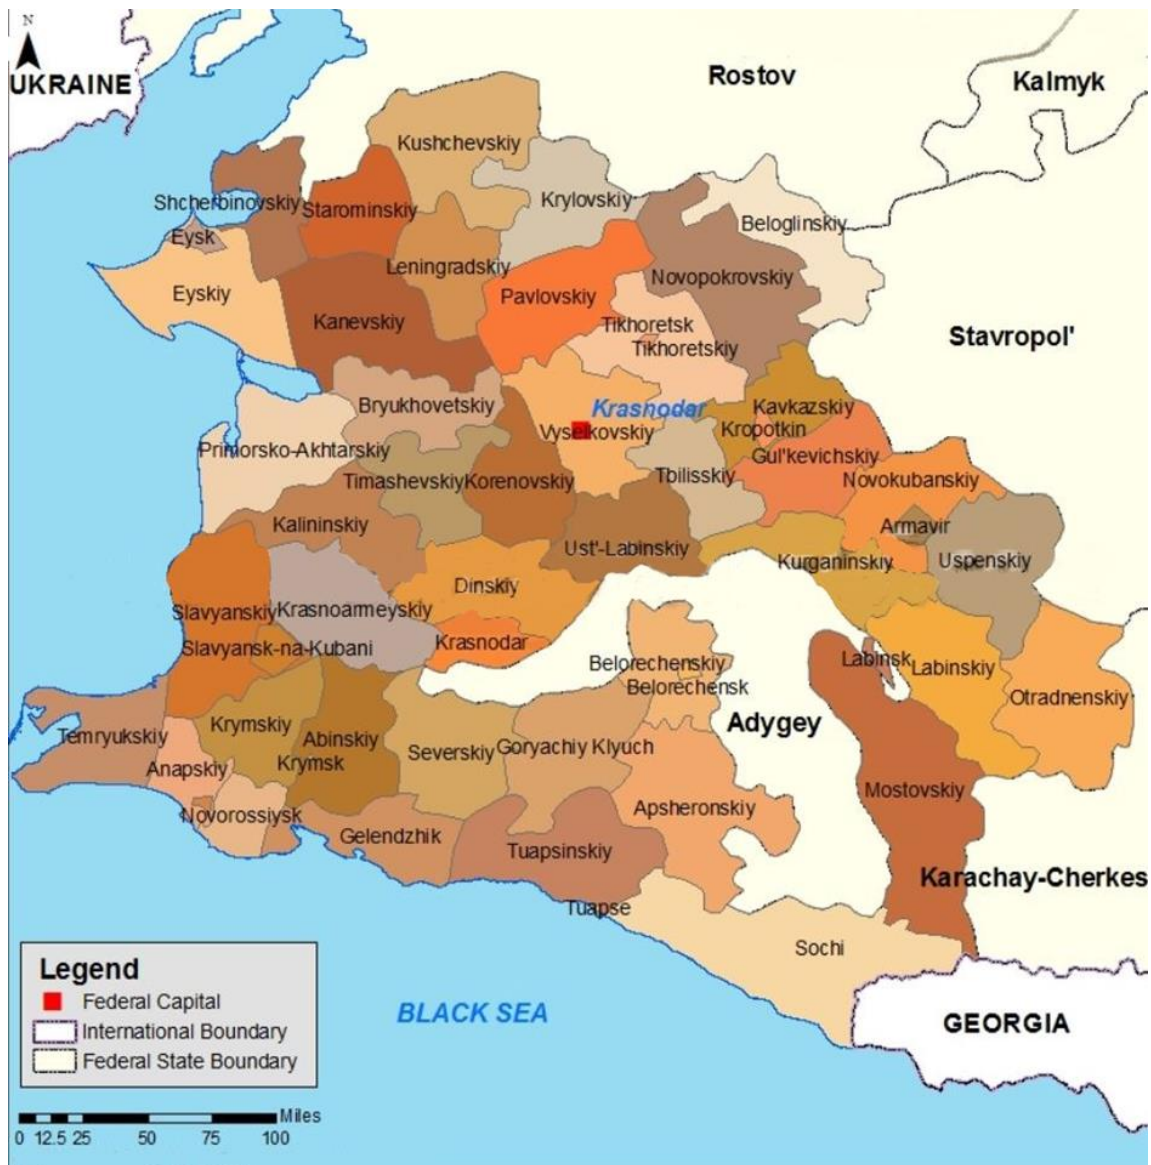 N
UKRAINE
Rostov
Kalmyk
Kushchevskiy
Shcherbinovskiy
Starominskiy
Krylovskiy
Beloglinskiy
Eysk
Leningradskiy
Novopokrovskiy
Eyskiy
Pavlovskiy
Kanevskiy
Tikhoretsk
Tikhoretskiy
Stavropol'
Bryukhovetskiy
Krasnodar
Kavkazskiy
Vyselkovskiy
Kropotkin
Primorsko-Akhtarskiy
Gul'kevichskiy
Timashevskiy
Korenovskiy
Tbilisskiy
Novokubanskiy
Kalininskiy
Armavir
Ust'-Labinskiy
Kurganinskiy
Uspenskiy
Dinskiy
Slavyanskiy
Krasnoarmeyskiy
Slavyansk-na-Kubani
Krasnodar
Belorechenskiy
Labinsk
Labinskiy
Belorechensk
Otradnenskiy
Temryukskiy
Krymskiy
Abinskiy
Severskiy
Goryachiy Klyuch
Adygey
Anapskiy
Krymsk
Mostovskiy
Novorossiysk
Gelendzhik
Apsheronskiy
Tuapsinskiy
Karachay-Cherkes
Tuapse
Sochi
BLACK SEA
GEORGIA
Legend
Federal Capital
International Boundary
Federal State Boundary
Miles
0 12.5 25 50 75 100